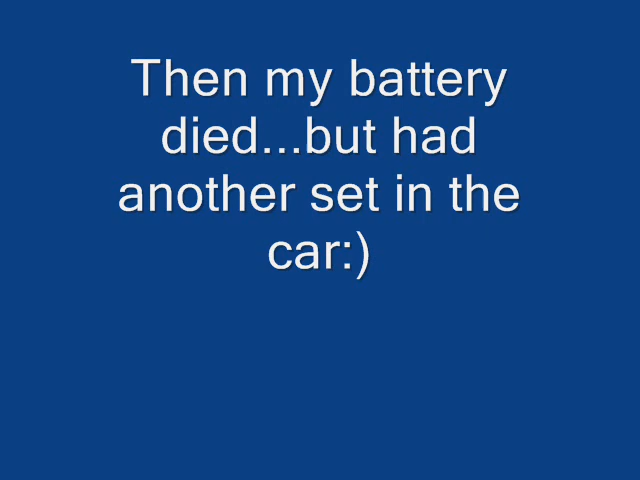 Then my battery
died...but had
another set in the
car:)